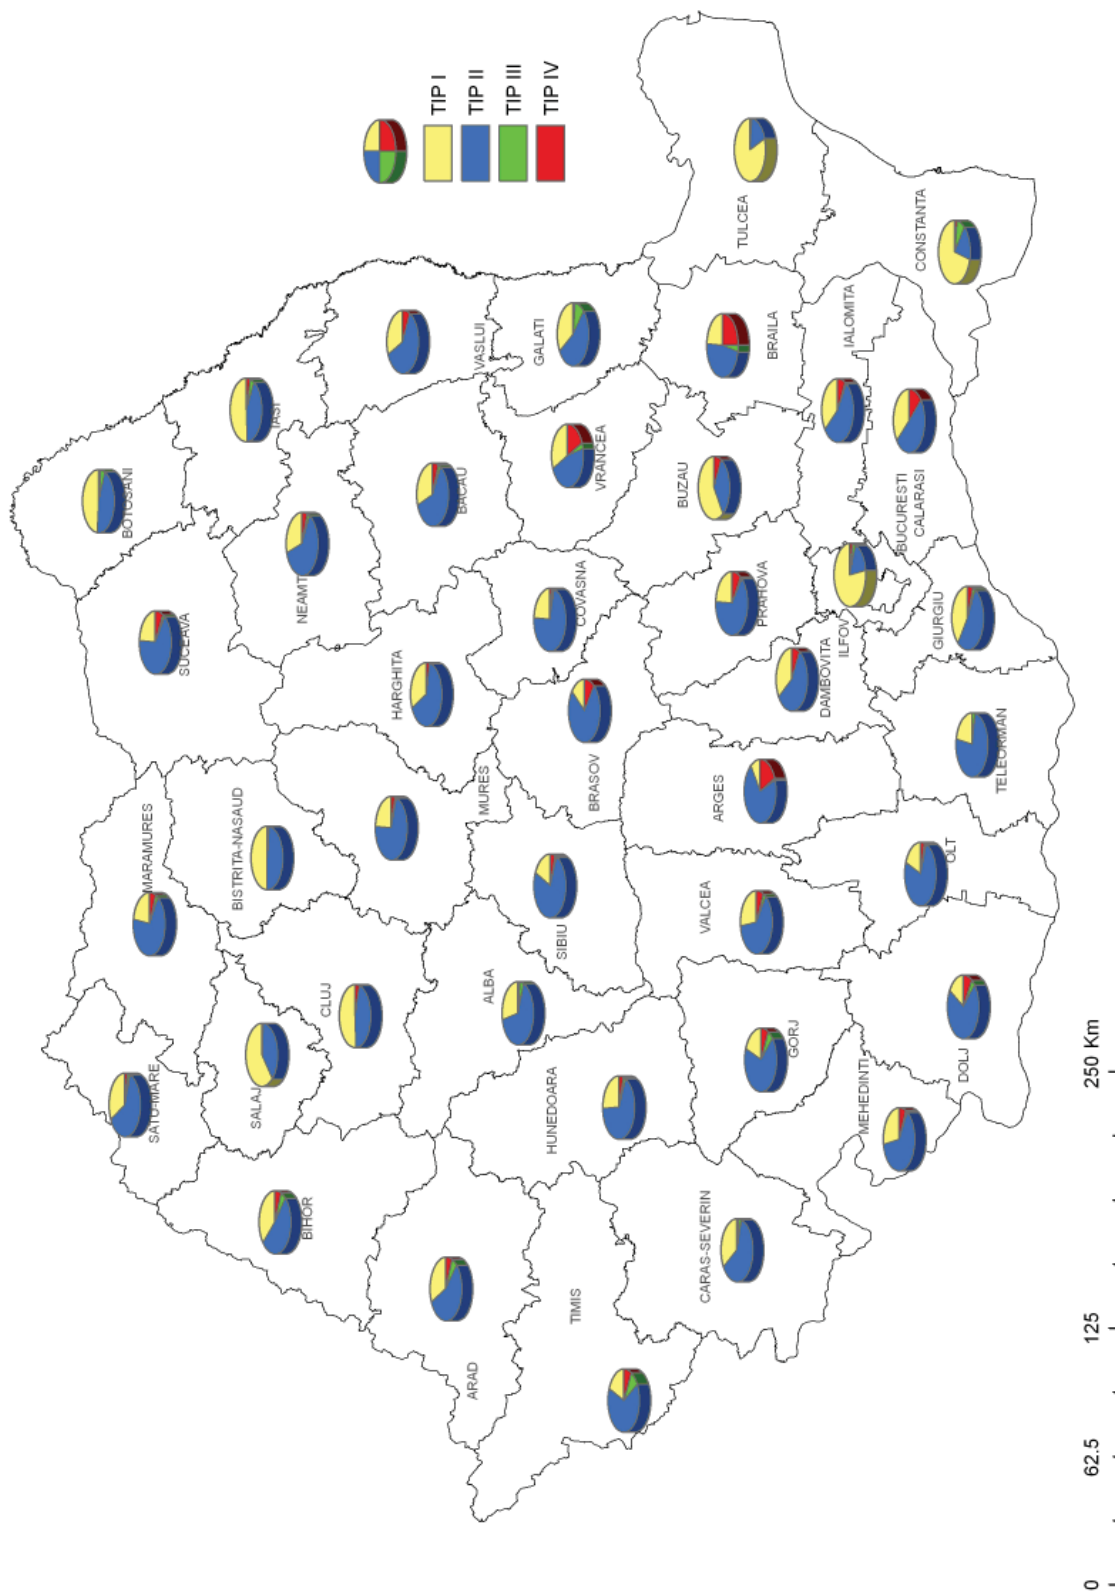 TIP I
TIP II
TIP III
TIP IV
BOTOSANI
SUCEAVA
IASI
NEAMT
MARAMURES
BISTRITA-NASAUD
SATU-MARE
SALAJ
CLUJ
BIHOR
VASLUI
BACAU
HARGHITA
MURES
ALBA
SIBIU
HUNEDOARA
ARAD
TIMIS
GALATI
VRANCEA
COVASNA
BRASOV
TULCEA
BRAILA
BUZAU
PRAHOVA
DAMBOVITA
ARGES
VALCEA
GORJ
CARAS-SEVERIN
MEHEDINTI
CONSTANTA
IALOMITA
BUCURESTI
CALARASI
ILFOV
GIURGIU
TELEORMAN
OLT
DOLJ
0
62.5
125
250 Km